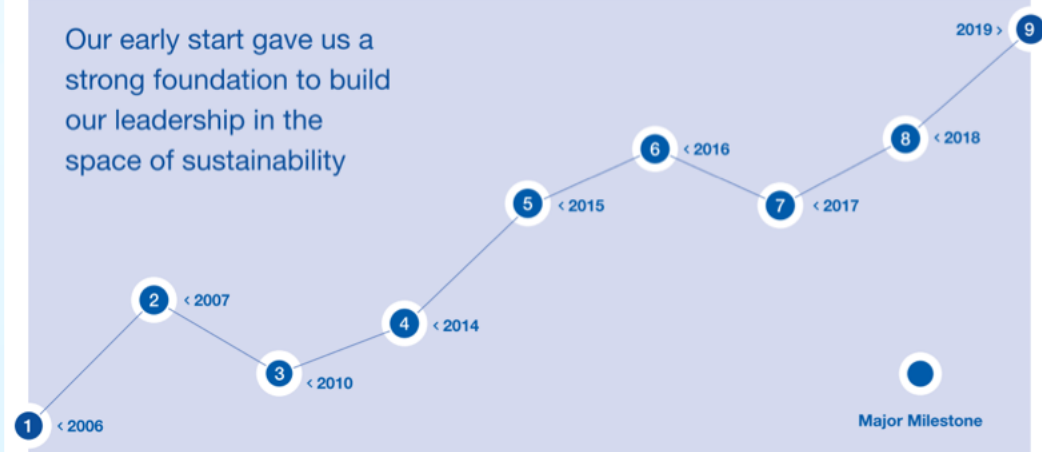 Our early start gave us a
strong foundation to build
our leadership in the
space of sustainability
2019 > 9
6 < 2016
8 < 2018
5 < 2015
7 < 2017
2 < 2007
4 < 2014
3 < 2010
1 < 2006
Major Milestone